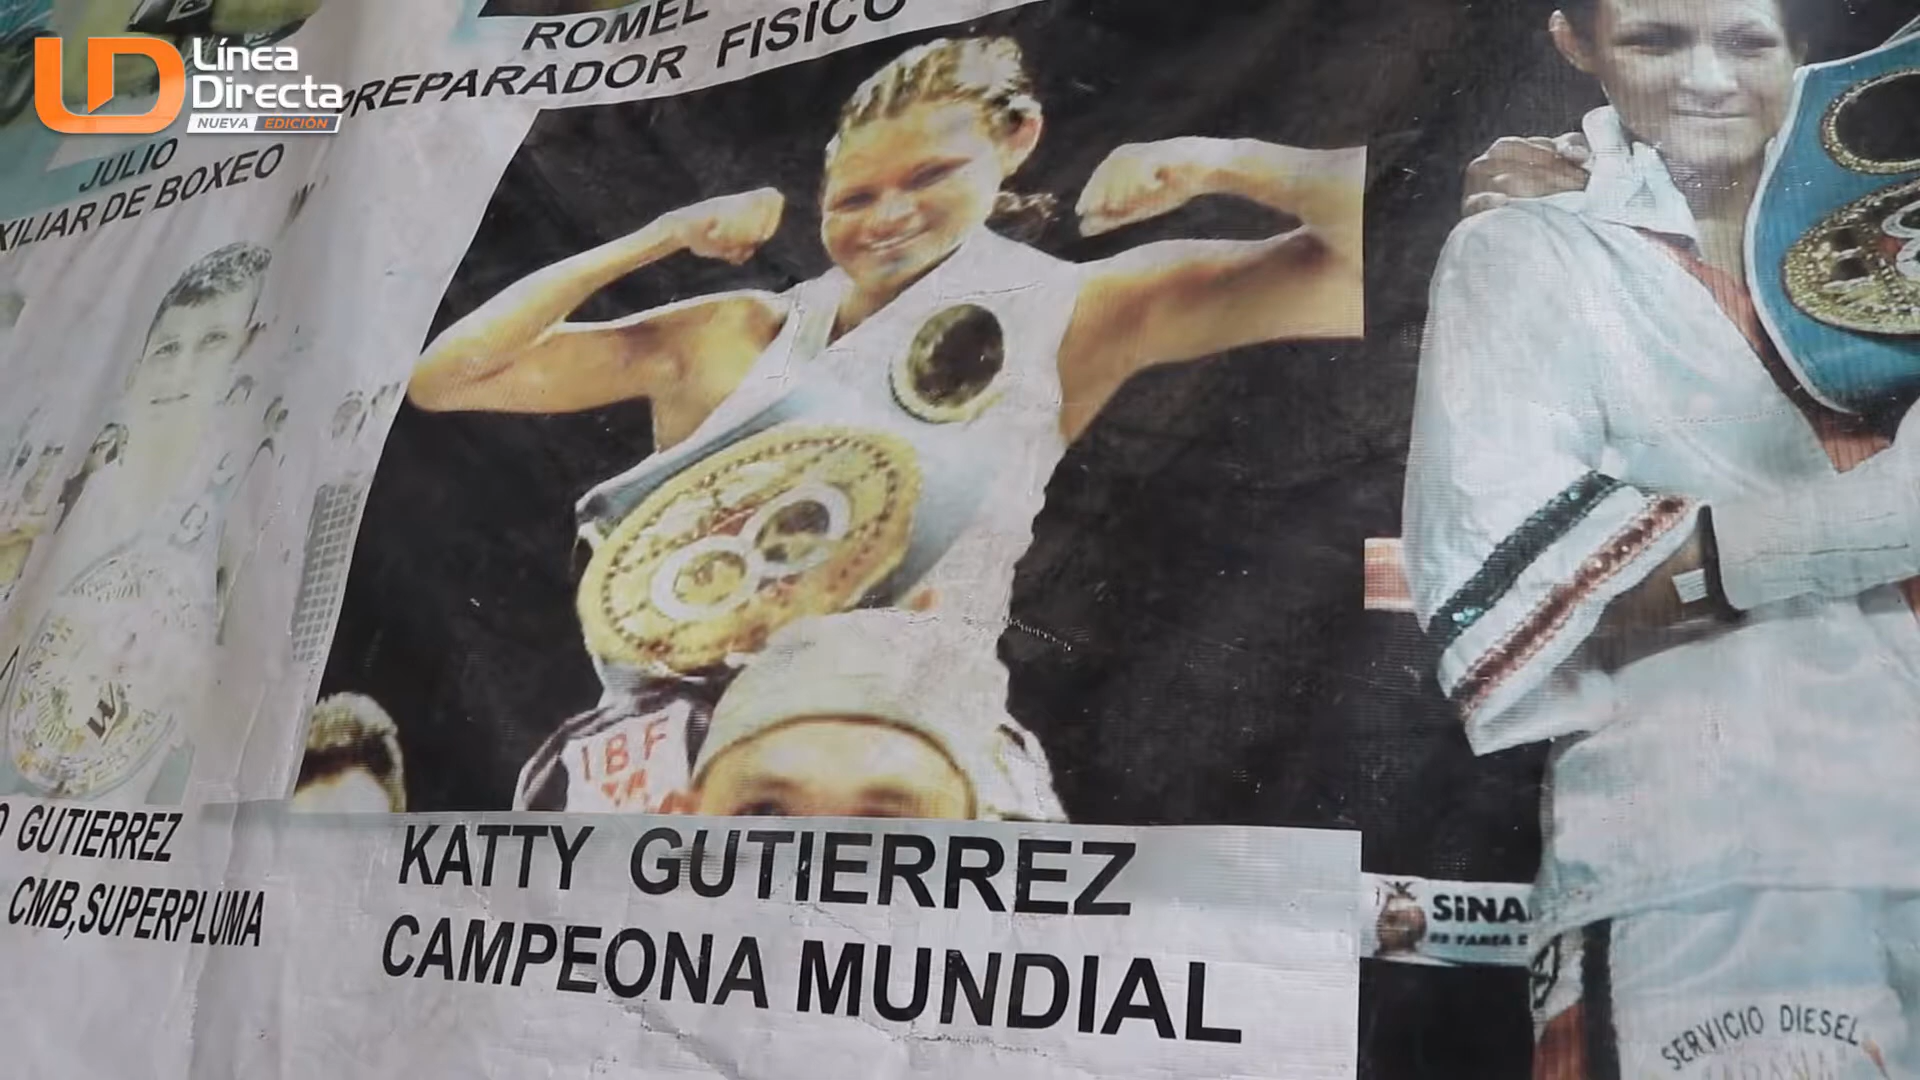 Línea
Directa
NUEVA EDICIÓN
ROMEL
PREPARADOR FISICO
JULIO
XILIAR DE BOXEO
IBF
O GUTIERREZ
CMB,SUPERPLUMA
KATTY GUTIERREZ
CAMPEONA MUNDIAL
SINA
SERVICIO DIESEL